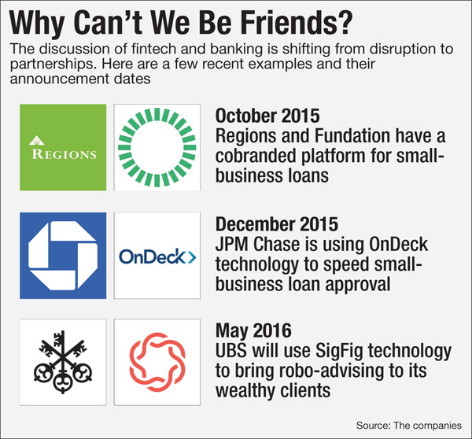 Why Can't We Be Friends?
The discussion of fintech and banking is shifting from disruption to
partnerships. Here are a few recent examples and their
announcement dates
REGIONS
October 2015
Regions and Fundation have a
cobranded platform for small-
business loans
OnDeck>
December 2015
JPM Chase is using OnDeck
technology to speed small-
business loan approval
May 2016
UBS will use SigFig technology
to bring robo-advising to its
wealthy clients
Source: The companies